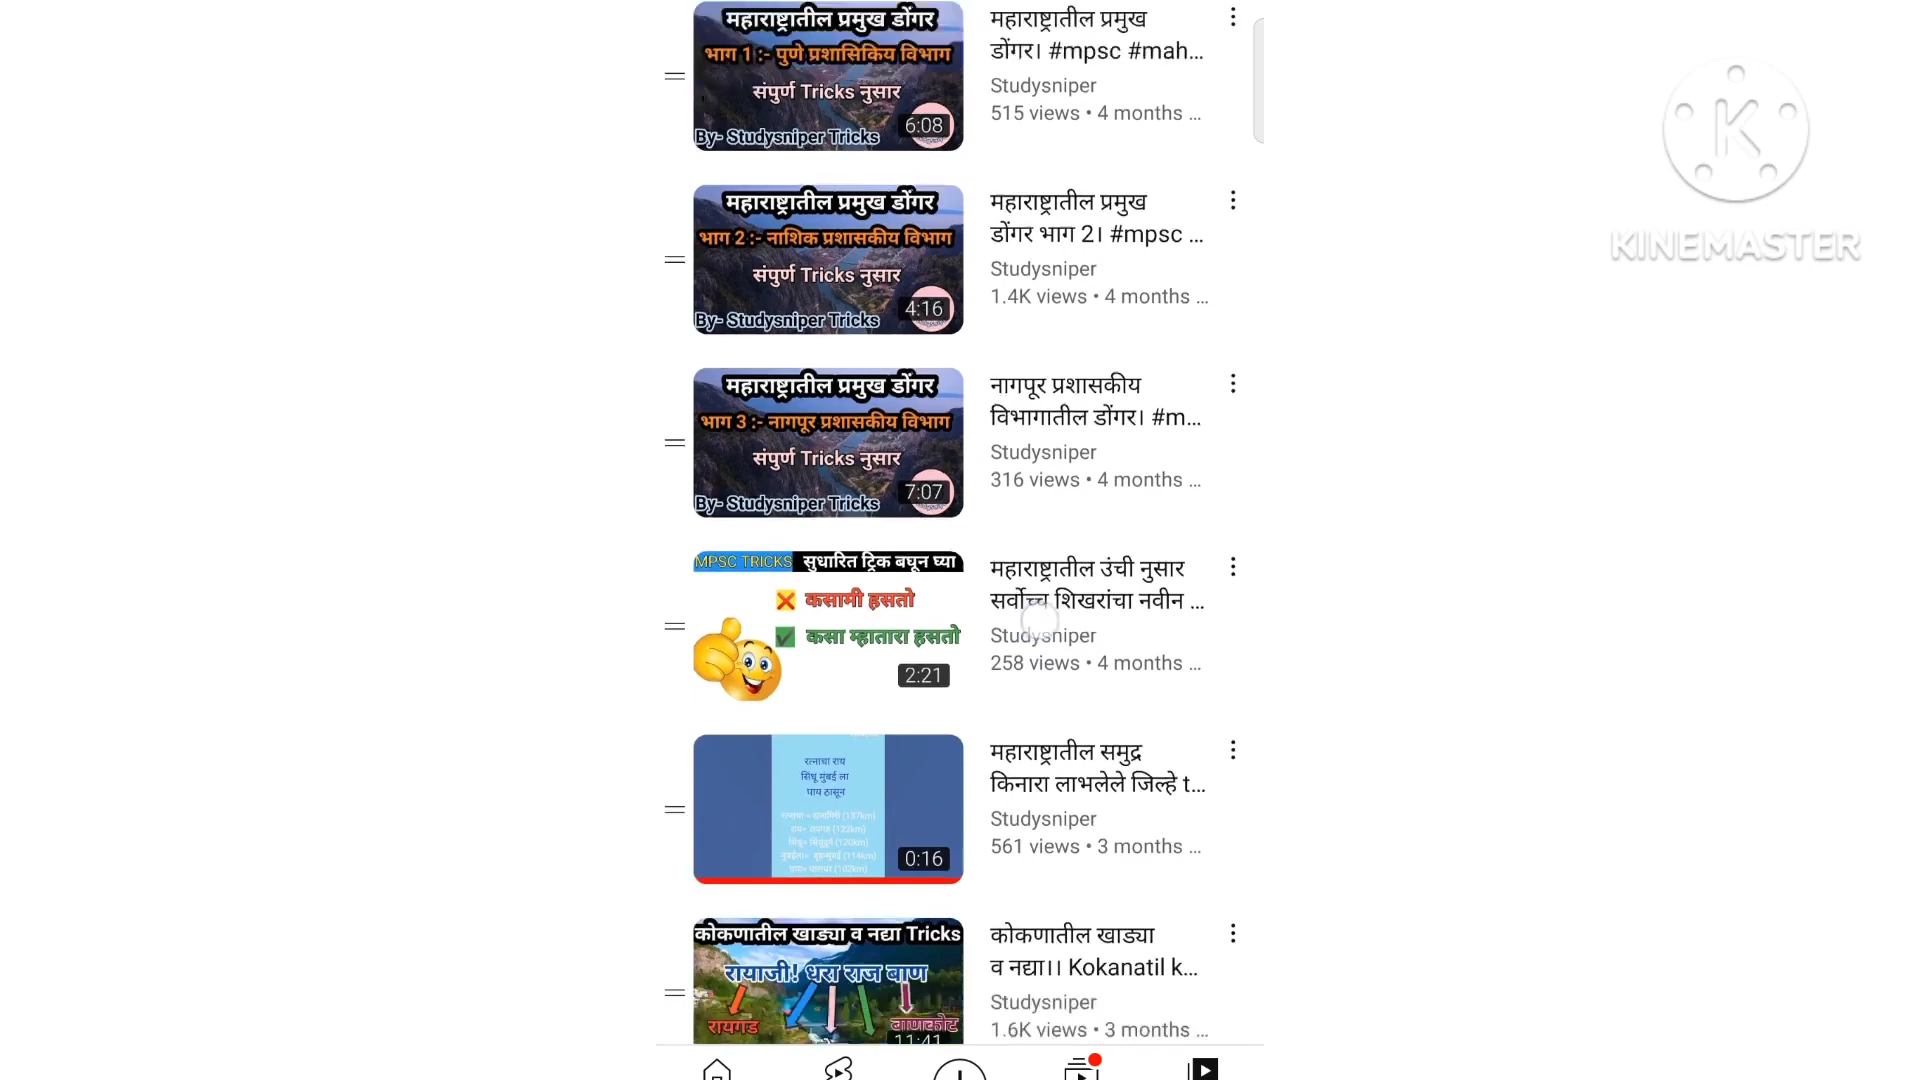 महाराष्ट्रातील प्रमुख डोंगर
भाग 1 :- पुणे प्रशासिकिय विभाग
संपुर्ण Tricks नुसार
6:08
By- Studysniper Tricks
महाराष्ट्रातील प्रमुख
डोंगर। #mpsc #mah...
Studysniper
515 views • 4 months ...
K
KINEMASTER
महाराष्ट्रातील प्रमुख डोंगर
भाग 2 :- नाशिक प्रशासकीय विभाग
संपुर्ण Tricks नुसार
4:16
By- Studysniper Tricks
महाराष्ट्रातील प्रमुख
डोंगर भाग 2। #mpsc ...
Studysniper
1.4K views • 4 months ...
महाराष्ट्रातील प्रमुख डोंगर
भाग 3 :- नागपूर प्रशासकीय विभाग
संपुर्ण Tricks नुसार
7:07
By- Studysniper Tricks
नागपूर प्रशासकीय
विभागातील डोंगर। #m...
Studysniper
316 views • 4 months ...
MPSC TRICKS सुधारित ट्रिक बघून घ्या
कसामी हसतो
कसा म्हातारा हसतो
2:21
महाराष्ट्रातील उंची नुसार
सर्वोच्च शिखरांचा नवीन ...
Studysniper
258 views • 4 months ...
रत्नाचा राय
सिंधू मुंबई ला
पाय ठासून
0:16
महाराष्ट्रातील समुद्र
किनारा लाभलेले जिल्हे t...
Studysniper
561 views • 3 months ...
कोकणातील खाड्या व नद्या Tricks
रायाजी! धरा राज बाण
रायगड
बाणकोट
11:41
कोकणातील खाड्या
व नद्या।। Kokanatil k...
Studysniper
1.6K views • 3 months ...